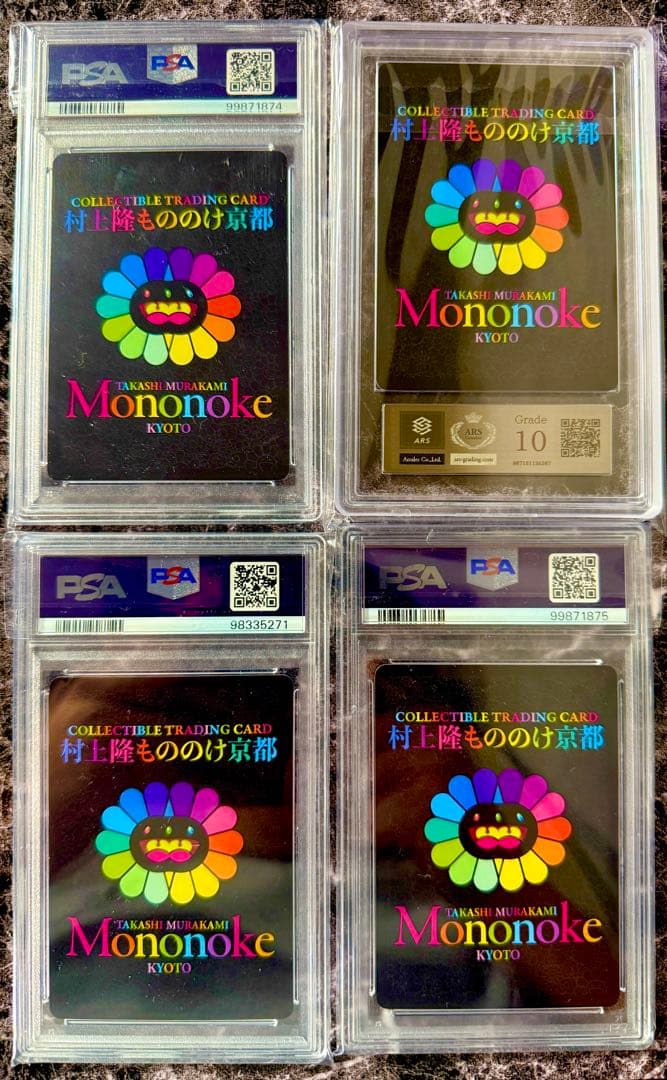 PSA
PSA
99871874
COLLECTIBLE TRADING CARD
村上隆もののけ京都
TAKASHI MURAKAMI
Mononoke
KYOTO
COLLECTIBLE TRADING CARD
村上隆もののけ京都
TAKASHI MURAKAMI
Mononoke
KYOTO
ARS
ARS
Grade
10
ars-grading.com
PSA
PSA
98335271
COLLECTIBLE TRADING CARD
村上隆もののけ京都
TAKASHI MURAKAMI
Mononoke
KYOTO
PSA
PSA
99871875
COLLECTIBLE TRADING CARD
村上隆もののけ京都
TAKASHI MURAKAMI
Mononoke
KYOTO